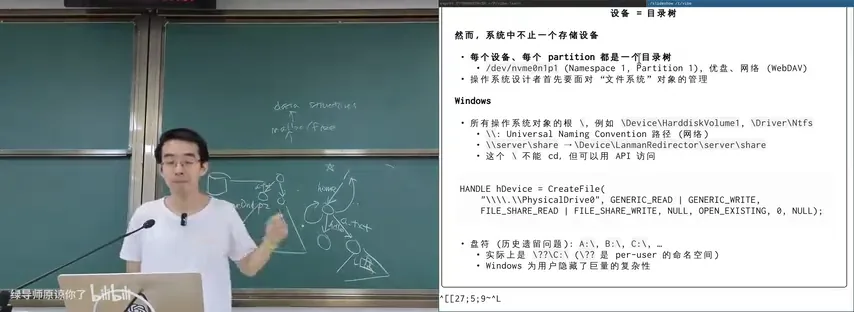 data structures
malloc/free
home
绿导师原谅你了
bilibili
设备 = 目录树
然而，系统中不止一个存储设备
• 每个设备、每个 partition 都是一个目录树
• /dev/nvme0n1p1 (Namespace 1, Partition 1)，优盘、网络 (WebDAV)
• 操作系统设计者首先要面对 “文件系统” 对象的管理
Windows
• 所有操作系统对象的根 \，例如 \Device\HarddiskVolume1，\Driver\Ntfs
• \\: Universal Naming Convention 路径 (网络)
• \\server\share → \Device\LanmanRedirector\server\share
• 这个 \ 不能 cd，但可以用 API 访问
HANDLE hDevice = CreateFile(
"\\\\.\\PhysicalDrive0", GENERIC_READ | GENERIC_WRITE,
FILE_SHARE_READ | FILE_SHARE_WRITE, NULL, OPEN_EXISTING, 0, NULL);
• 盘符 (历史遗留问题): A:\, B:\, C:\, …
• 实际上是 \??\C:\ (\?? 是 per-user 的命名空间)
• Windows 为用户隐藏了巨量的复杂性
^[[27;5;9~^L